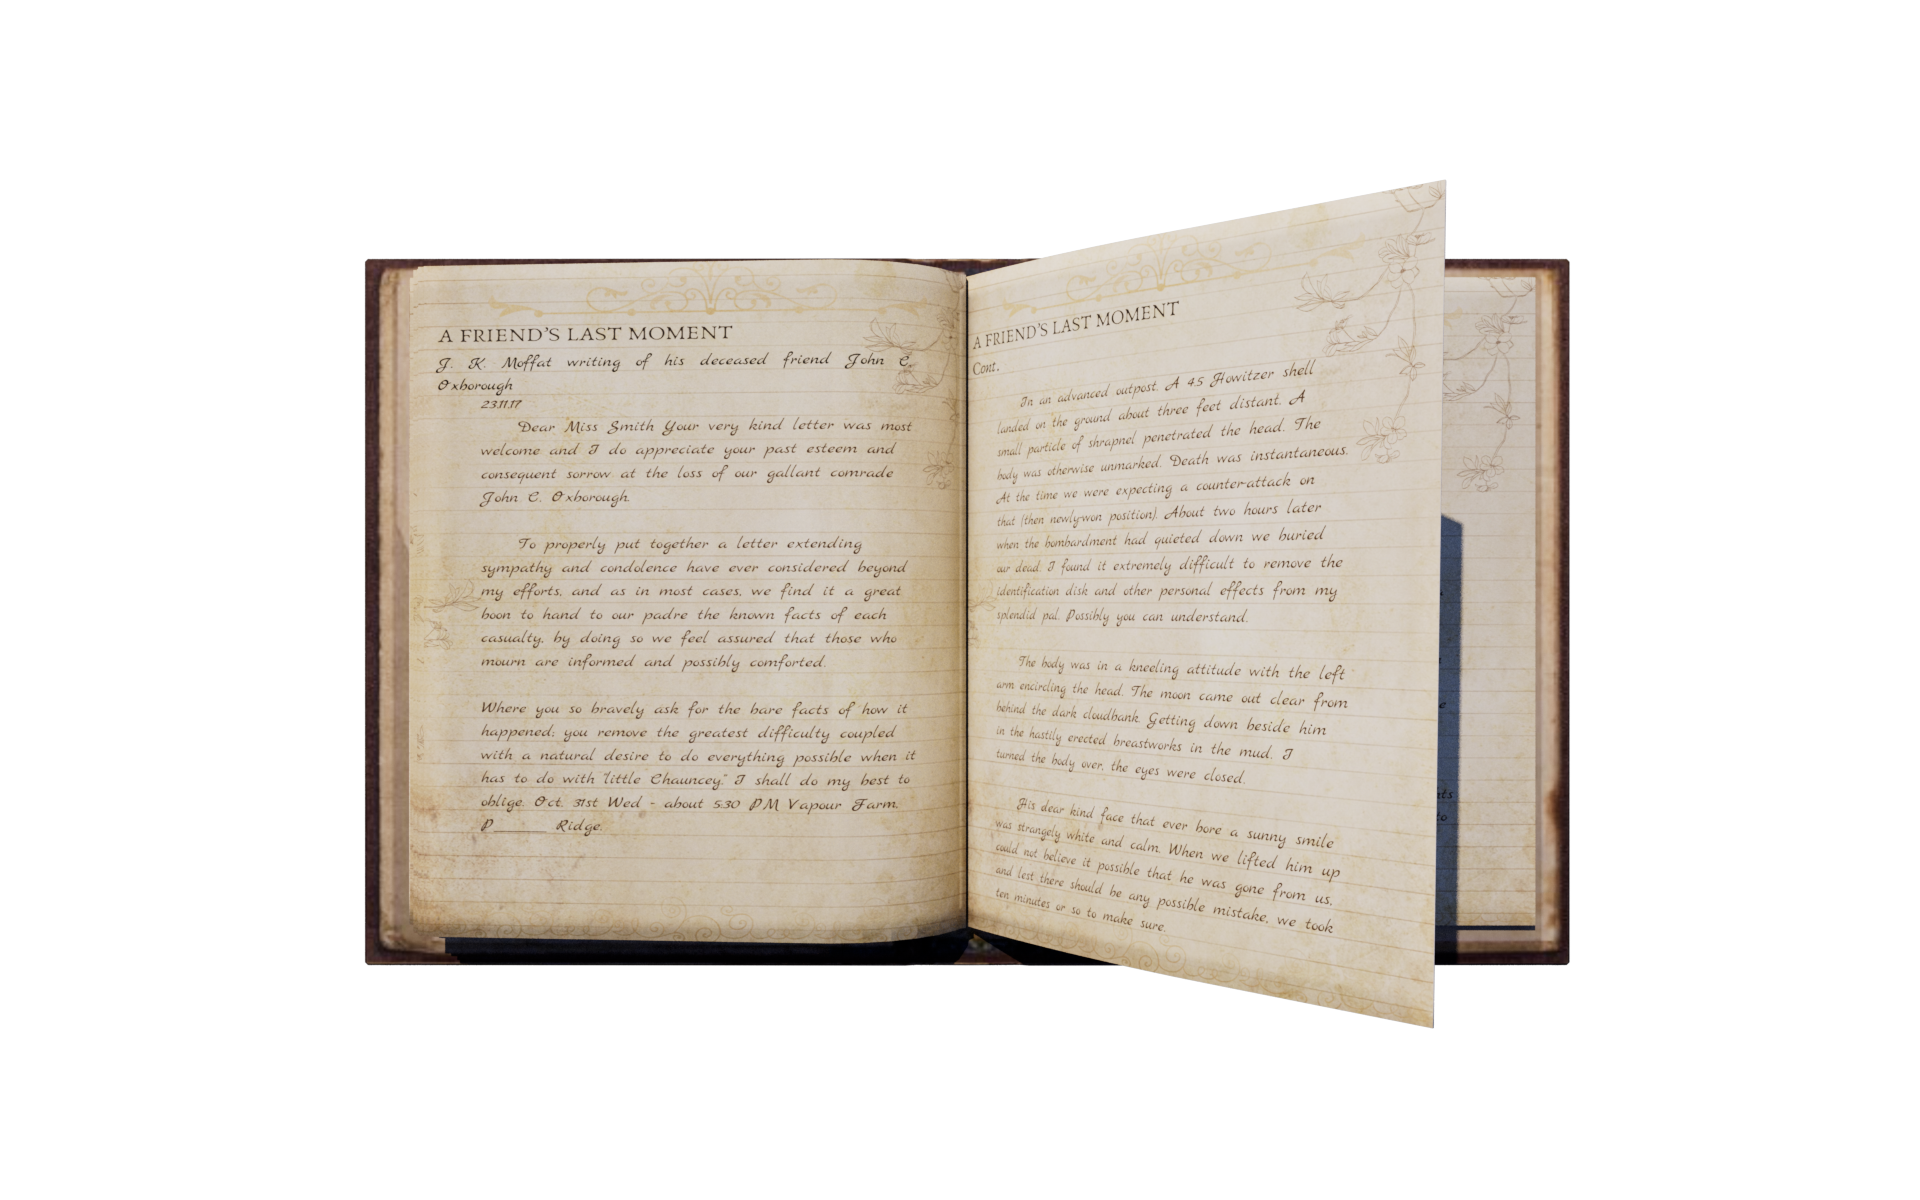 A FRIEND'S LAST MOMENT
J. K. Moffat writing of his deceased friend John C.
Oxborough
23.11.17
Dear Miss Smith Your very kind letter was most
welcome and I do appreciate your past esteem and
consequent sorrow at the loss of our gallant comrade
John C. Oxborough.
To properly put together a letter extending
sympathy and condolence have ever considered beyond
my efforts, and as in most cases, we find it a great
boon to hand to our padre the known facts of each
casualty, by doing so we feel assured that those who
mourn are informed and possibly comforted.
Where you so bravely ask for the bare facts of how it
happened; you remove the greatest difficulty coupled
with a natural desire to do everything possible when it
has to do with "little Chauncey." I shall do my best to
oblige. Oct. 31st Wed - about 5:30 PM Vapour Farm.
P______ Ridge.
A FRIEND'S LAST MOMENT
Cont.
In an advanced outpost. A 4.5 Howitzer shell
landed on the ground about three feet distant. A
small particle of shrapnel penetrated the head. The
body was otherwise unmarked. Death was instantaneous.
At the time we were expecting a counter-attack on
that (then newly-won position). About two hours later
when the bombardment had quieted down we buried
our dead. I found it extremely difficult to remove the
identification disk and other personal effects from my
splendid pal. Possibly you can understand.
The body was in a kneeling attitude with the left
arm encircling the head. The moon came out clear from
behind the dark cloudbank. Getting down beside him
in the hastily erected breastworks in the mud. I
turned the body over, the eyes were closed.
His dear kind face that ever bore a sunny smile
was strangely white and calm. When we lifted him up
could not believe it possible that he was gone from us,
and lest there should be any possible mistake, we took
ten minutes or so to make sure.